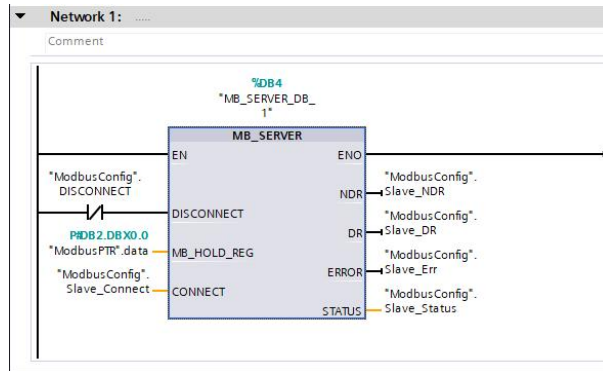 Network 1: .....
Comment
%DB4
"MB_SERVER_DB_
1"
MB_SERVER
EN
ENO
"ModbusConfig".
DISCONNECT
DISCONNECT
P#DB2.DBX0.0
"ModbusPTR".data
MB_HOLD_REG
"ModbusConfig".
Slave_Connect
CONNECT
NDR
"ModbusConfig".
Slave_NDR
DR
"ModbusConfig".
Slave_DR
ERROR
"ModbusConfig".
Slave_Err
STATUS
"ModbusConfig".
Slave_Status